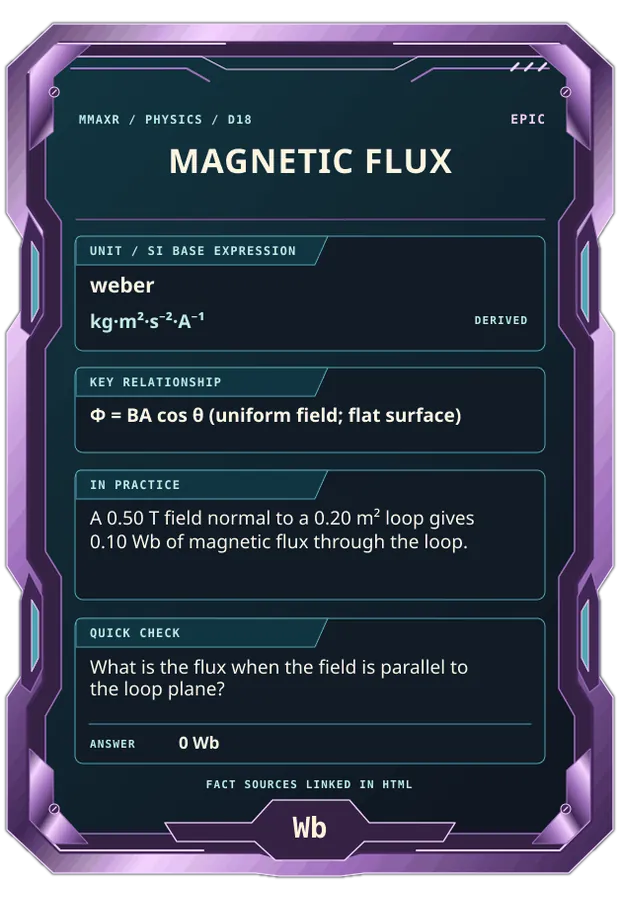 MMAXR / PHYSICS / D18
EPIC
MAGNETIC FLUX
UNIT / SI BASE EXPRESSION
weber
kg·m²·s⁻²·A⁻¹
DERIVED
KEY RELATIONSHIP
Φ = BA cos θ (uniform field; flat surface)
IN PRACTICE
A 0.50 T field normal to a 0.20 m² loop gives
0.10 Wb of magnetic flux through the loop.
QUICK CHECK
What is the flux when the field is parallel to
the loop plane?
ANSWER 0 Wb
FACT SOURCES LINKED IN HTML
Wb